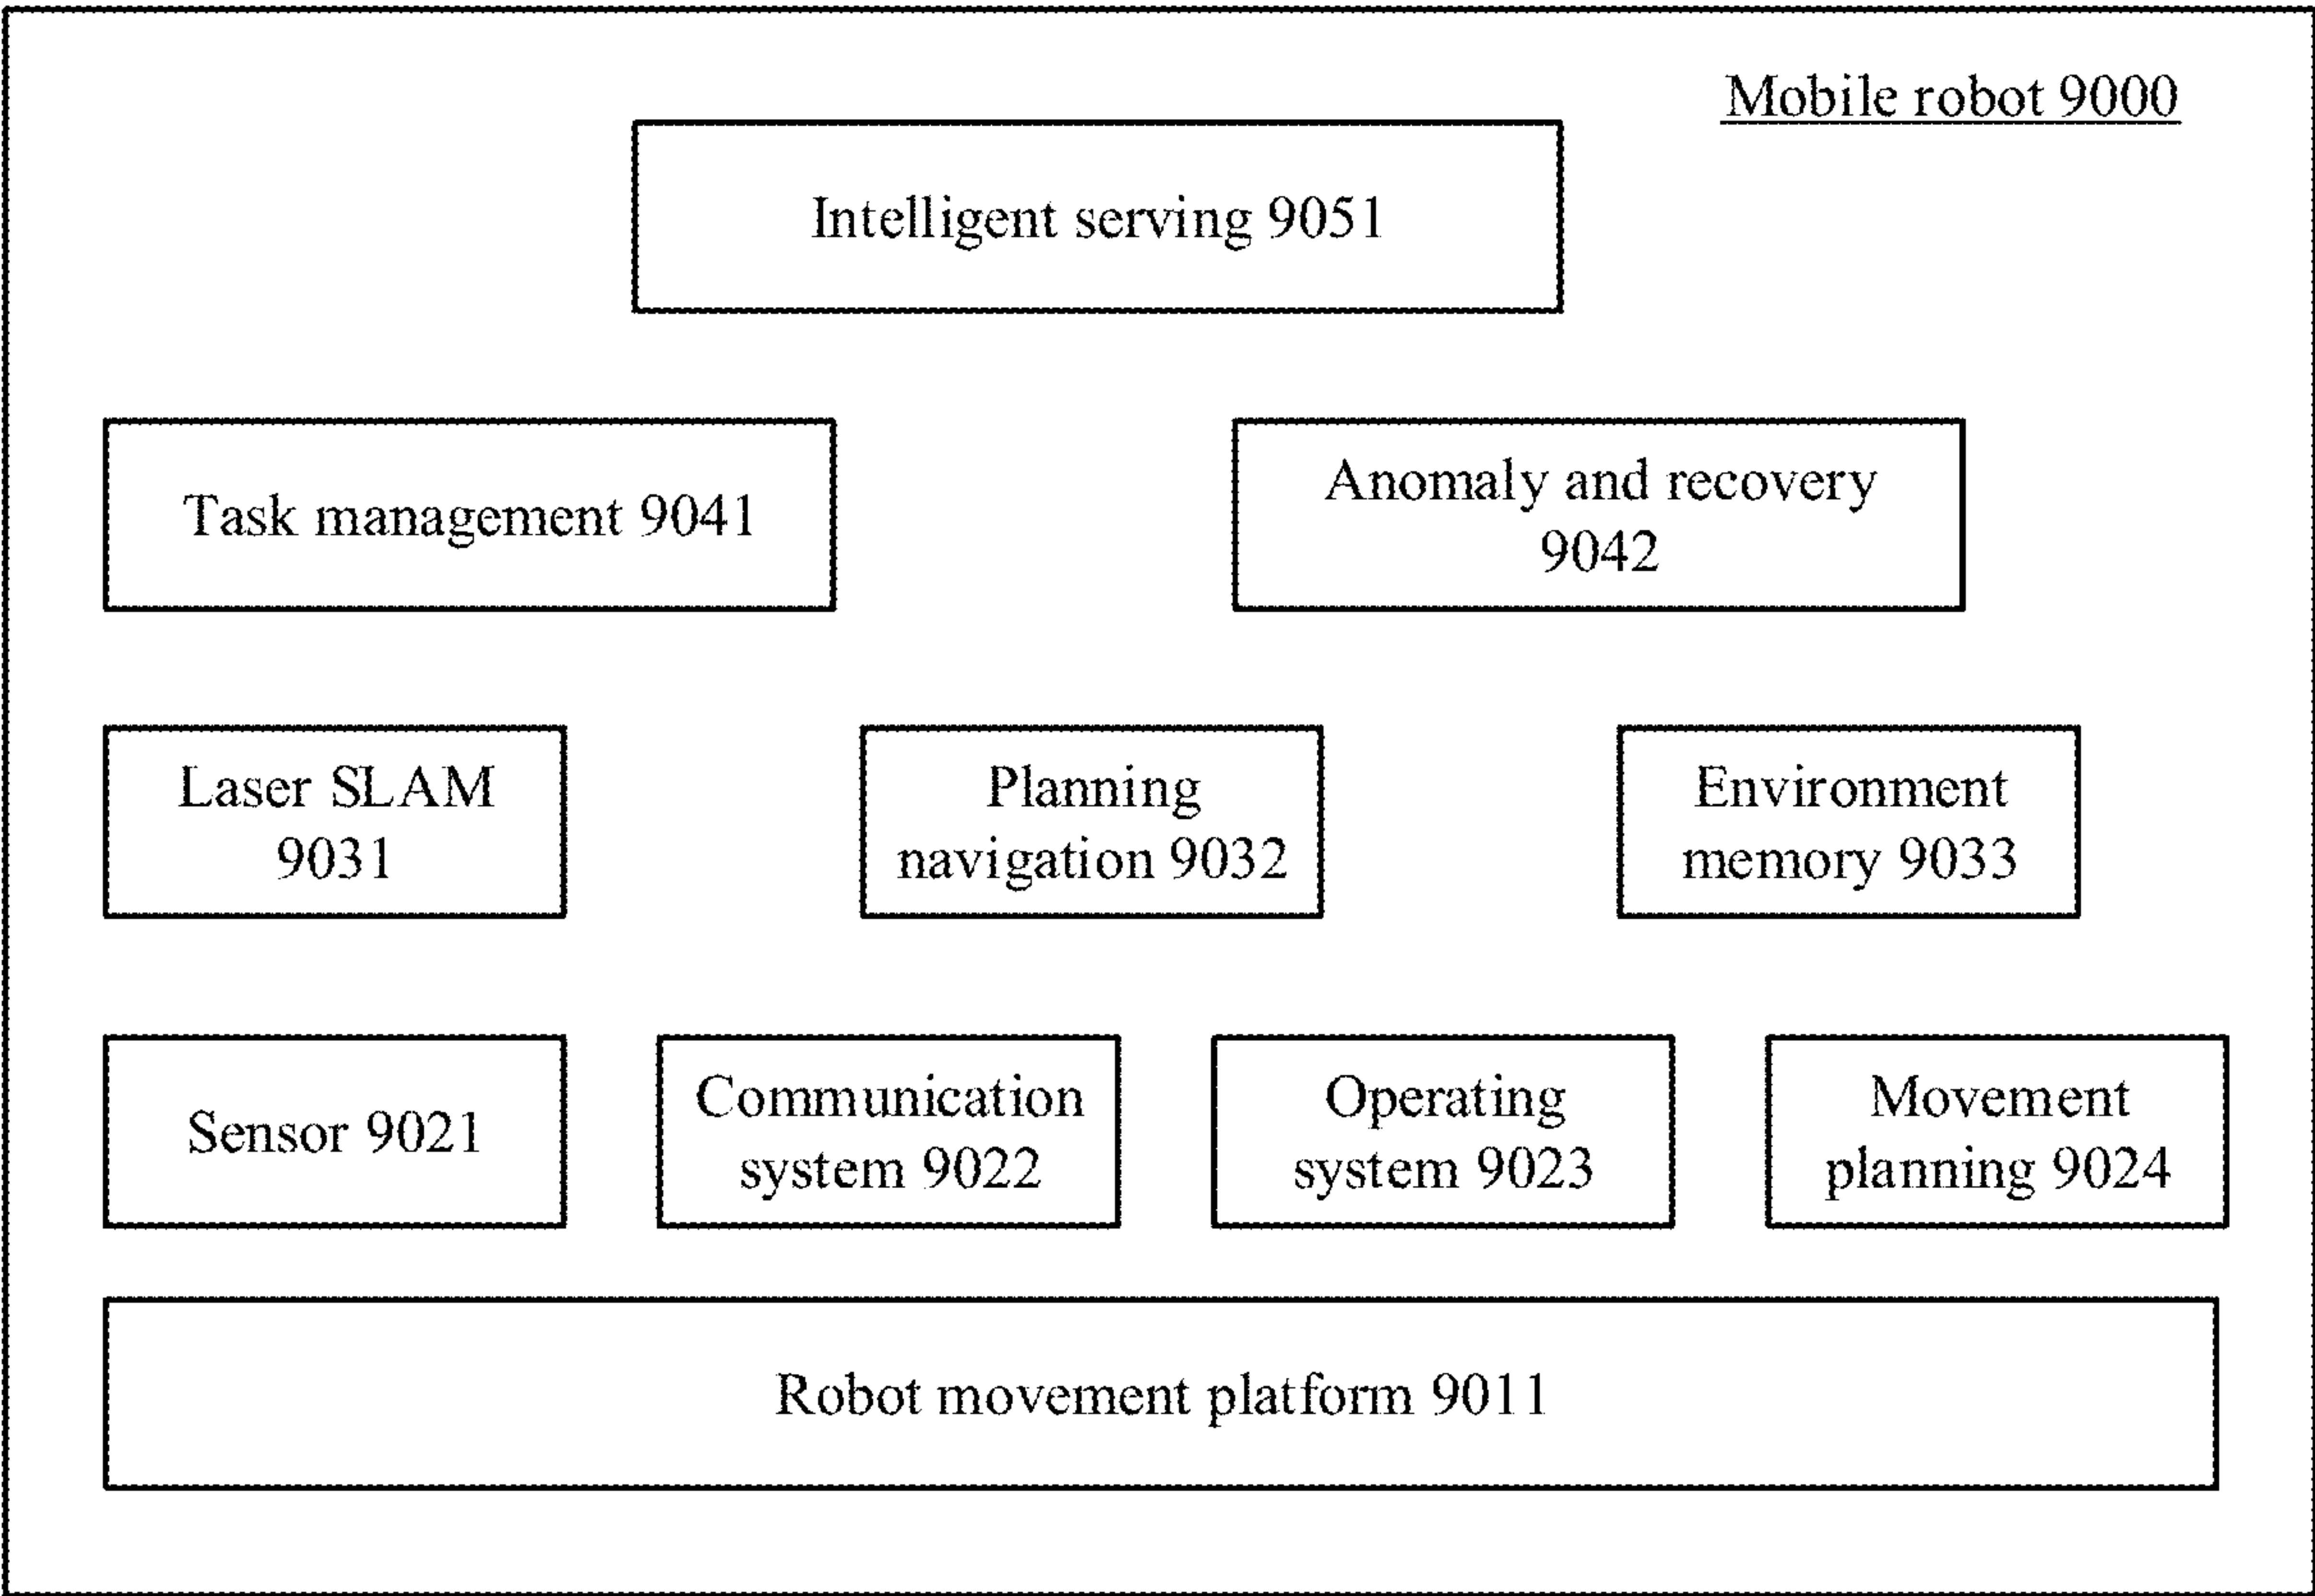 Mobile robot 9000
Intelligent serving 9051
Task management 9041
Anomaly and recovery
9042
Laser SLAM
9031
Planning
navigation 9032
Environment
memory 9033
Sensor 9021
Communication
system 9022
Operating
system 9023
Movement
planning 9024
Robot movement platform 9011